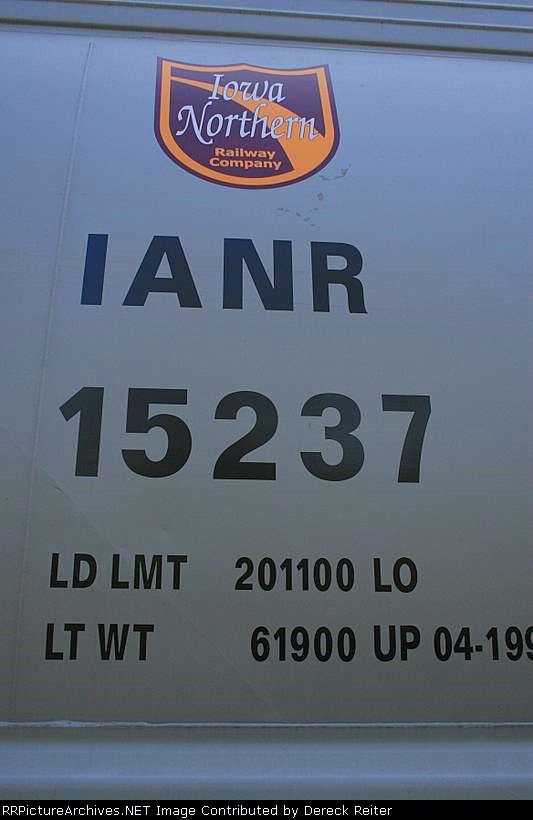 Iowa
Northern
Railway
Company
IANR
15237
LD LMT 201100 LO
LT WT 61900 UP 04-199
RRPictureArchives.NET Image Contributed by Dereck Reiter